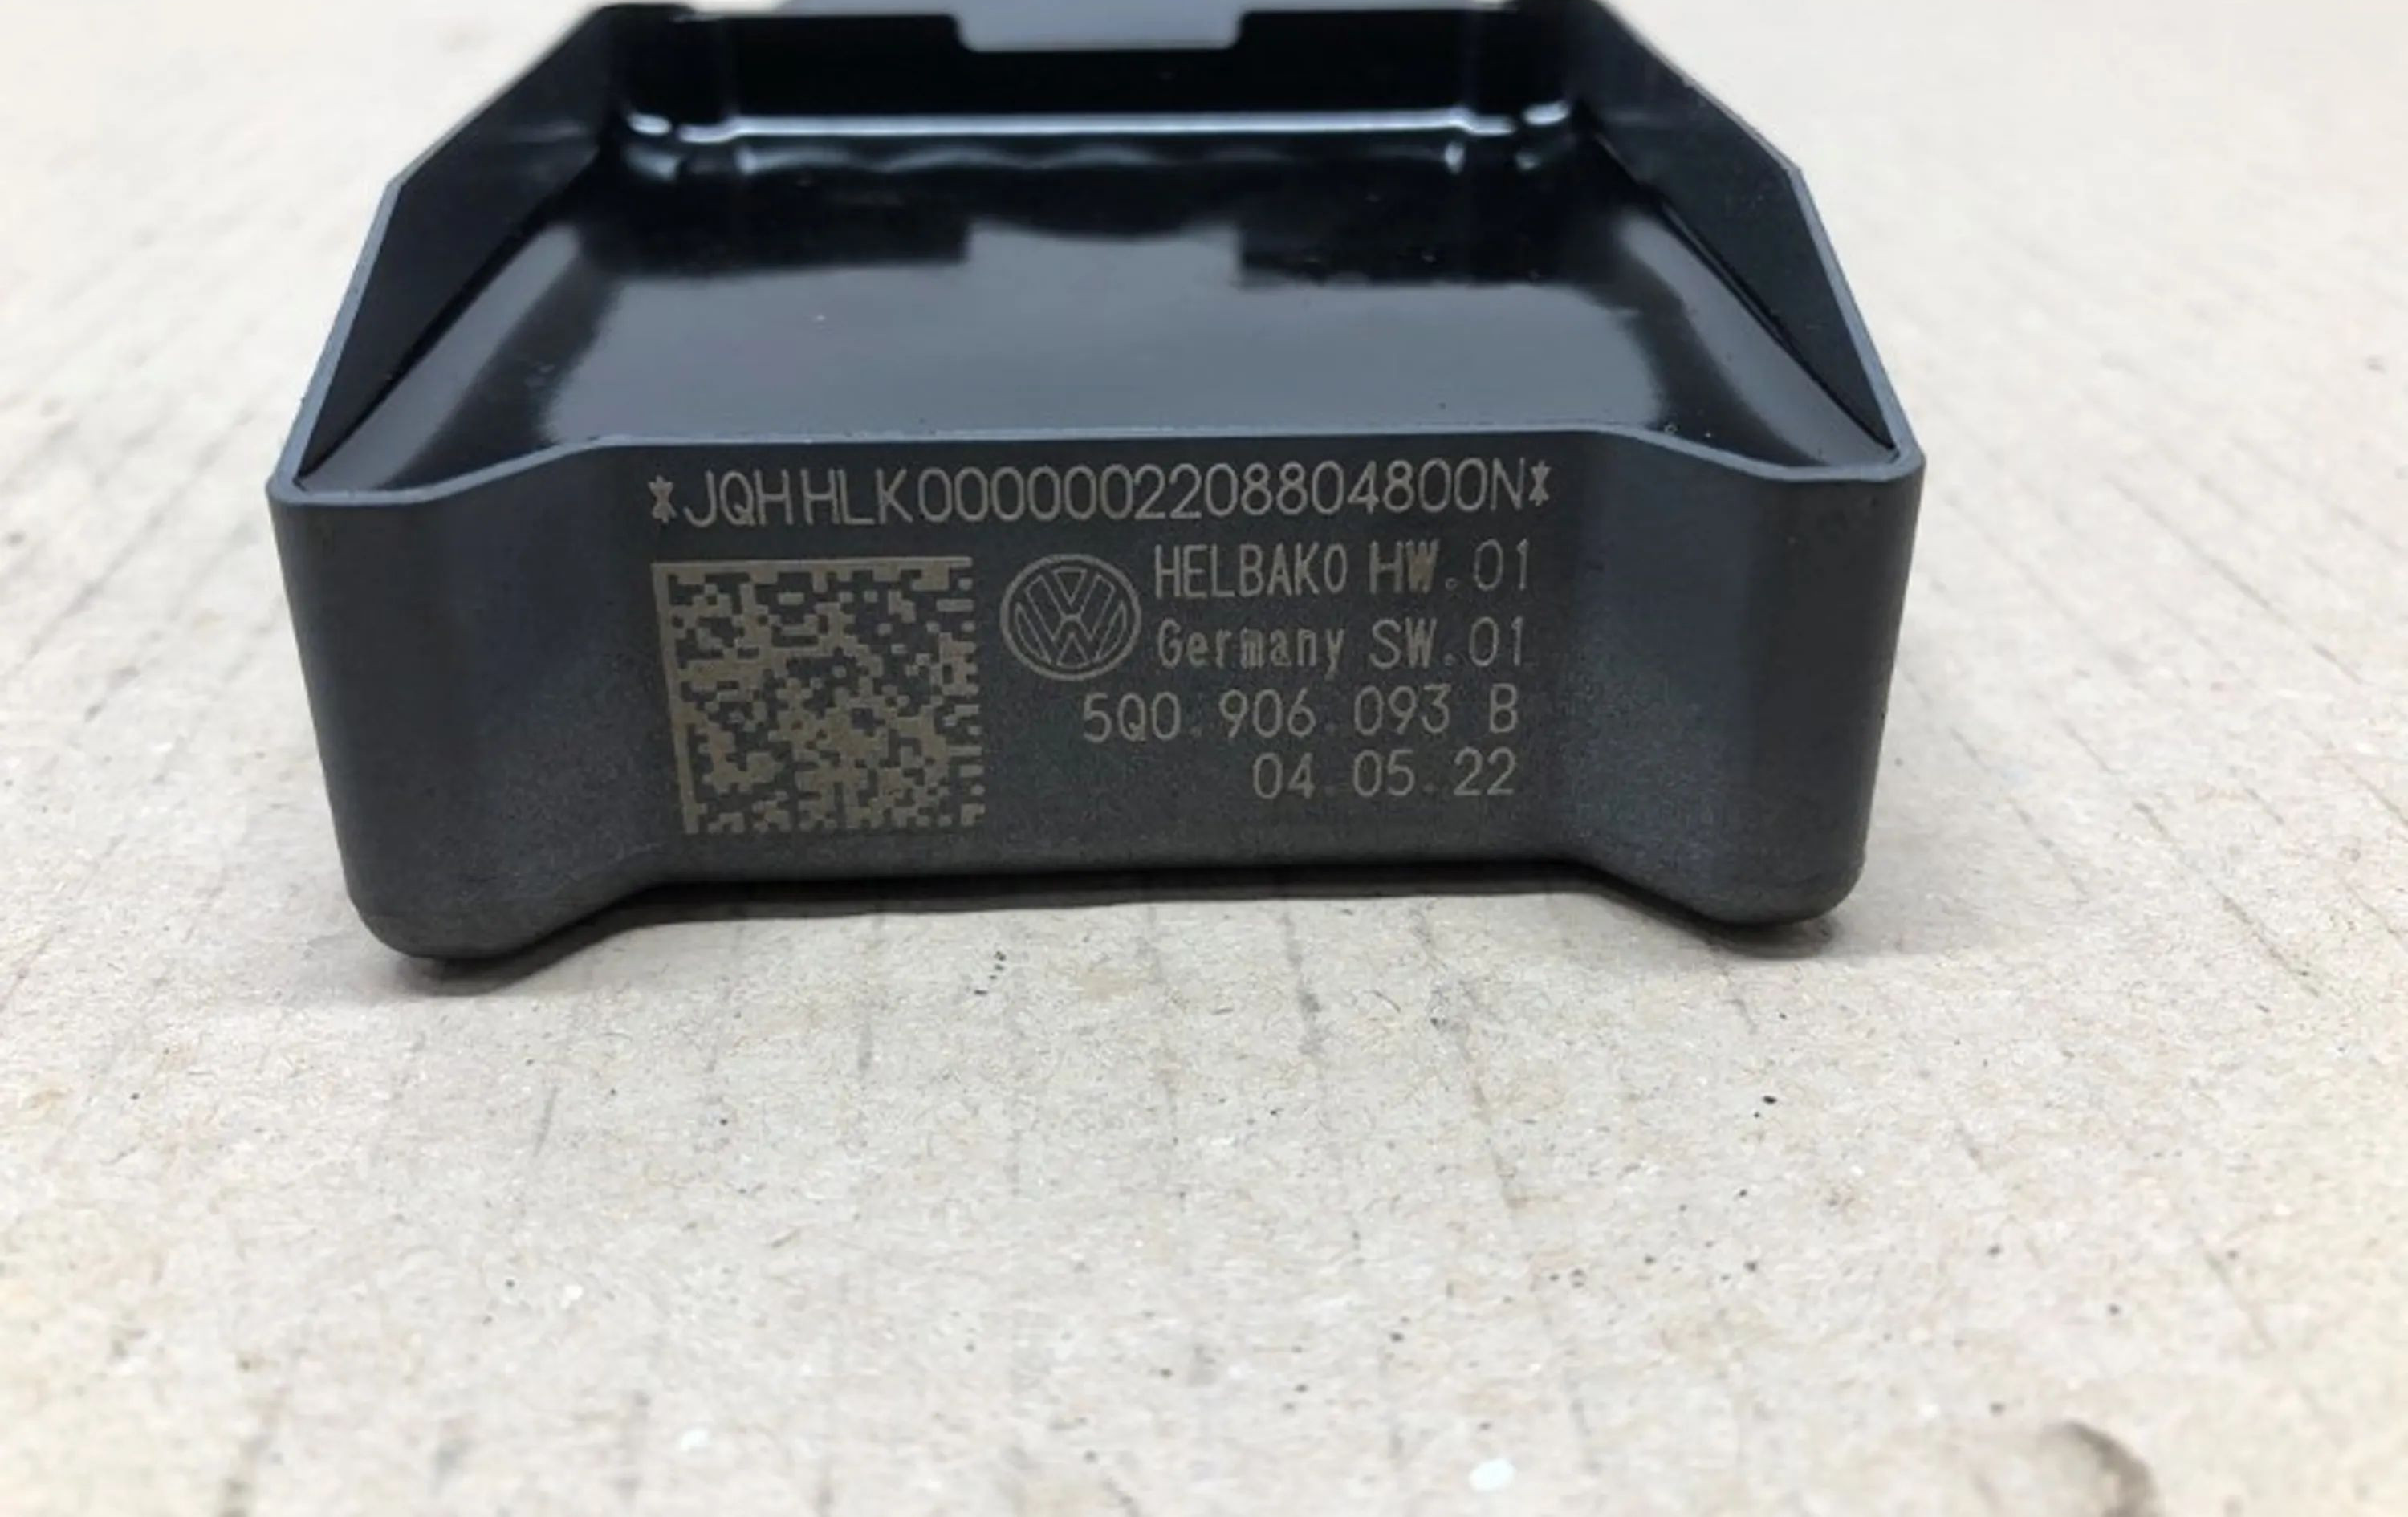 *JQHHLK0000002208804800N*
HELBAKO HW.01
Germany SW.01
5Q0.906.093 B
04.05.22